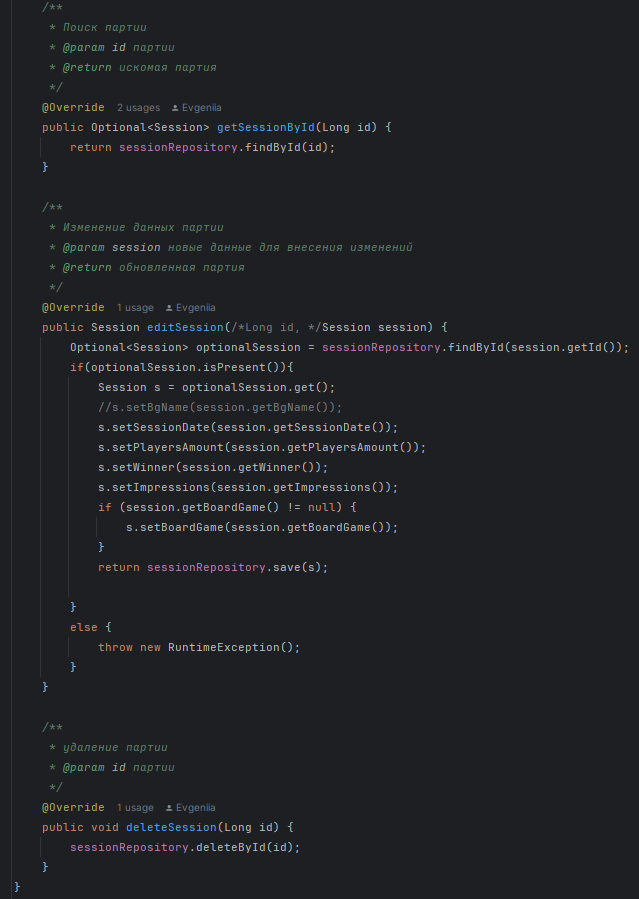 /**
 * Поиск партии
 * @param id партии
 * @return искомая партия
 */
@Override 2 usages Evgeniia
public Optional<Session> getSessionById(Long id) {
    return sessionRepository.findById(id);
}
/**
 * Изменение данных партии
 * @param session новые данные для внесения изменений
 * @return обновленная партия
 */
@Override 1 usage Evgeniia
public Session editSession(/*Long id, */Session session) {
    Optional<Session> optionalSession = sessionRepository.findById(session.getId());
    if(optionalSession.isPresent()){
        Session s = optionalSession.get();
        //s.setBgName(session.getBgName());
        s.setSessionDate(session.getSessionDate());
        s.setPlayersAmount(session.getPlayersAmount());
        s.setWinner(session.getWinner());
        s.setImpressions(session.getImpressions());
        if (session.getBoardGame() != null) {
            s.setBoardGame(session.getBoardGame());
        }
        return sessionRepository.save(s);
    }
    else {
        throw new RuntimeException();
    }
}
/**
 * удаление партии
 * @param id партии
 */
@Override 1 usage Evgeniia
public void deleteSession(Long id) {
    sessionRepository.deleteById(id);
}
}